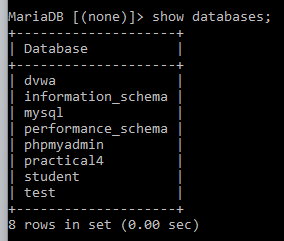 MariaDB [(none)]> show databases;
+--------------------+
| Database           |
+--------------------+
| dvwa               |
| information_schema |
| mysql              |
| performance_schema |
| phpmyadmin         |
| practical4         |
| student            |
| test               |
+--------------------+
8 rows in set (0.00 sec)